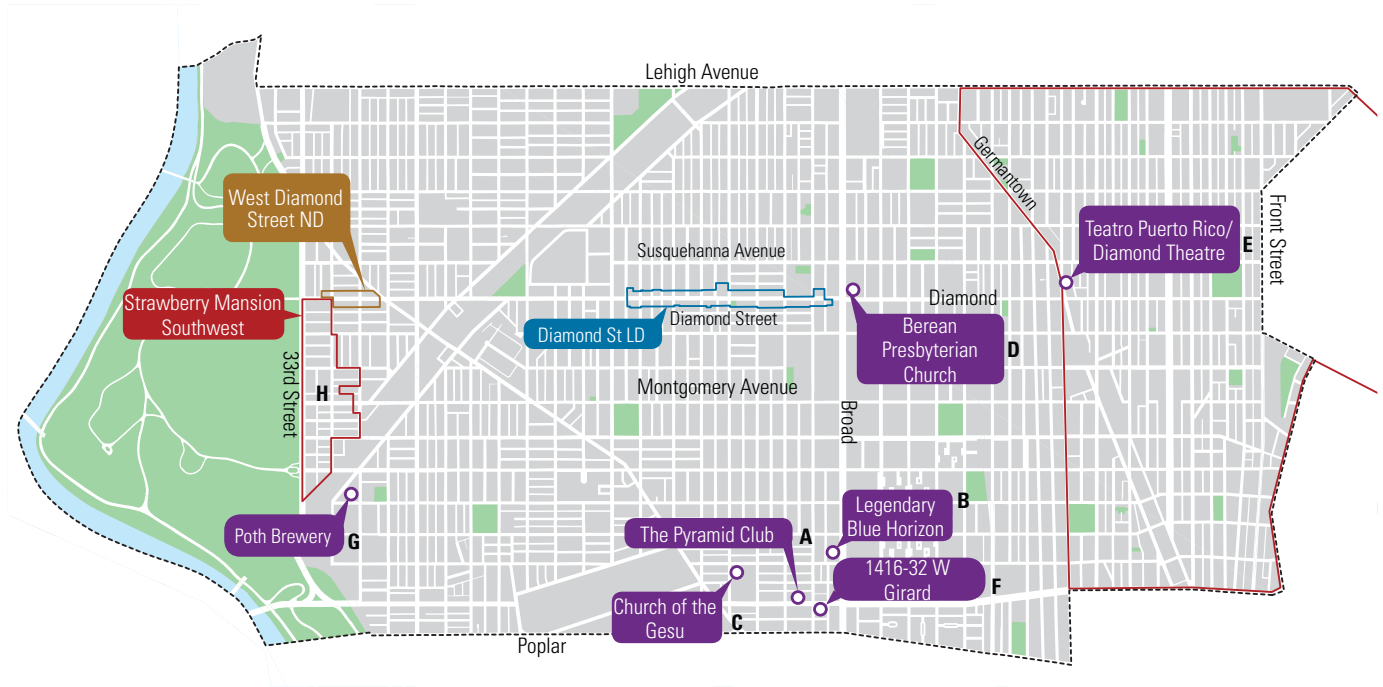 Lehigh Avenue
Germantown
West Diamond
Street ND
Front Street
Teatro Puerto Rico/
Diamond Theatre
E
Susquehanna Avenue
Strawberry Mansion
Southwest
Diamond
Diamond Street
Diamond St LD
Berean
Presbyterian
Church
D
33rd Street
H
Montgomery Avenue
Broad
Legendary
Blue Horizon
B
Poth Brewery
G
The Pyramid Club
A
1416-32 W
Girard
F
Church of the
Gesu
C
Poplar